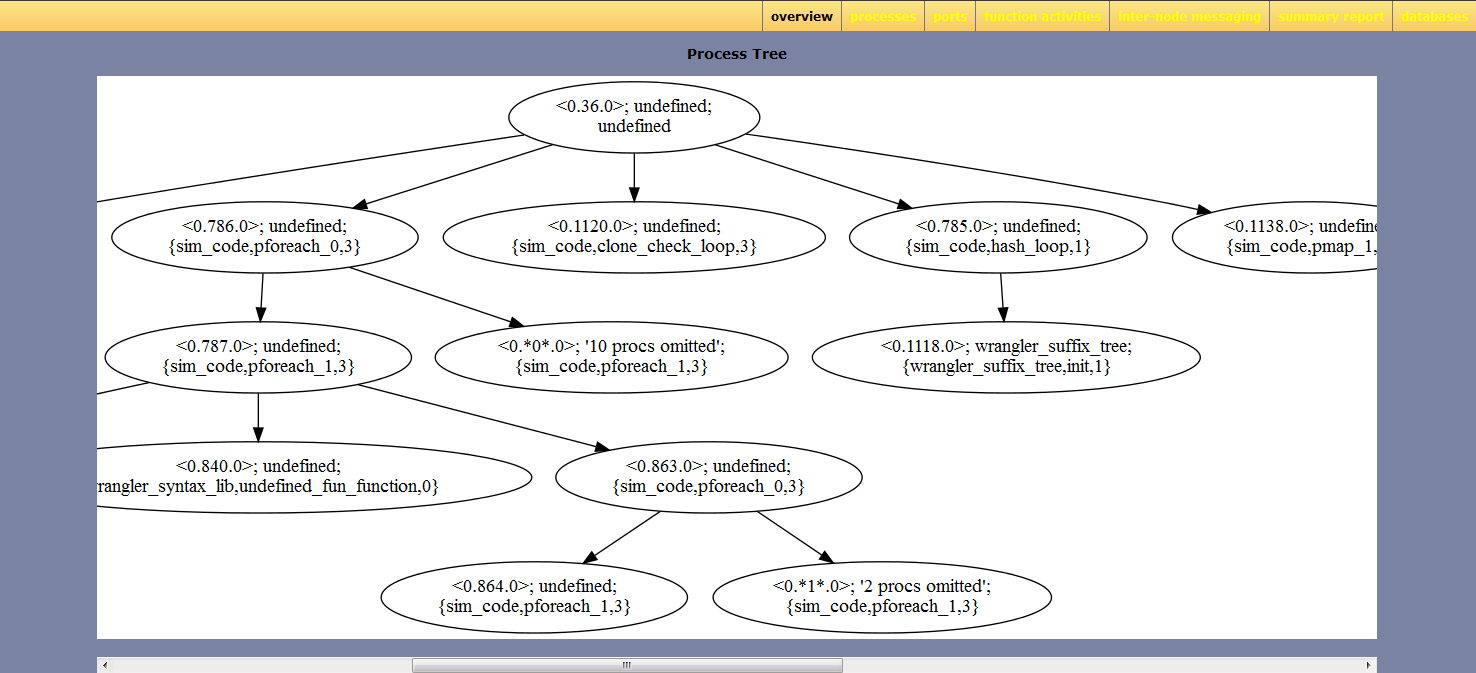 overview processes ports function activities inter-node messaging summary report databases
Process Tree
<0.36.0>; undefined;
undefined
<0.786.0>; undefined;
{sim_code,pforeach_0,3}
<0.1120.0>; undefined;
{sim_code,clone_check_loop,3}
<0.785.0>; undefined;
{sim_code,hash_loop,1}
<0.1138.0>; undefine
{sim_code,pmap_1,
<0.787.0>; undefined;
{sim_code,pforeach_1,3}
<0.*0*.0>; '10 procs omitted';
{sim_code,pforeach_1,3}
<0.1118.0>; wrangler_suffix_tree;
{wrangler_suffix_tree,init,1}
<0.840.0>; undefined;
rangler_syntax_lib,undefined_fun_function,0}
<0.863.0>; undefined;
{sim_code,pforeach_0,3}
<0.864.0>; undefined;
{sim_code,pforeach_1,3}
<0.*1*.0>; '2 procs omitted';
{sim_code,pforeach_1,3}